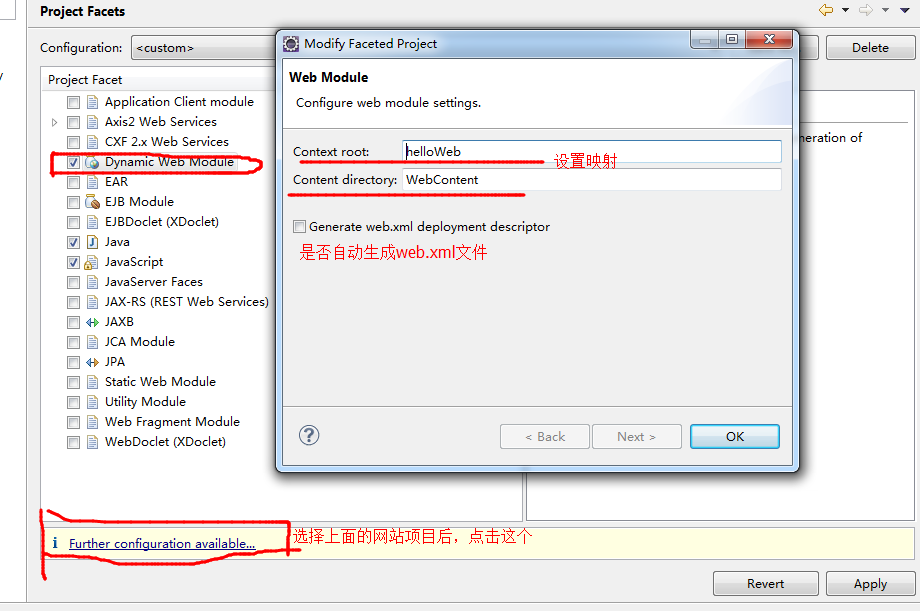 Project Facets
Configuration: <custom>
Delete
Project Facet
Application Client module
Axis2 Web Services
CXF 2.x Web Services
Dynamic Web Module
EAR
EJB Module
EJBDoclet (XDoclet)
Java
JavaScript
JavaServer Faces
JAX-RS (REST Web Services)
JAXB
JCA Module
JPA
Static Web Module
Utility Module
Web Fragment Module
WebDoclet (XDoclet)
Modify Faceted Project
Web Module
Configure web module settings.
Context root: helloWeb
设置映射
Content directory: WebContent
Generate web.xml deployment descriptor
是否自动生成web.xml文件
< Back
Next >
OK
neration of
i Further configuration available...
选择上面的网站项目后，点击这个
Revert
Apply